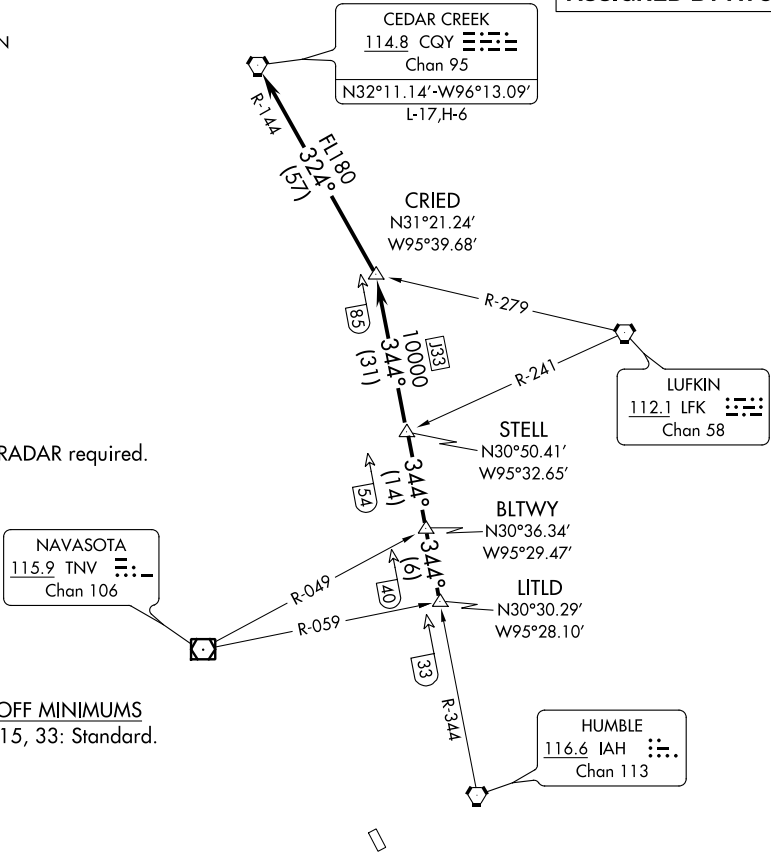 CEDAR CREEK
114.8 CQY
Chan 95
N32°11.14'-W96°13.09'
L-17,H-6
N
R-144
FL180
324°
(57)
CRIED
N31°21.24'
W95°39.68'
R-279
85
10000
J33
344°
(31)
R-241
LUFKIN
112.1 LFK
Chan 58
STELL
N30°50.41'
W95°32.65'
RADAR required.
54
344°
(14)
BLTWY
N30°36.34'
W95°29.47'
NAVASOTA
115.9 TNV
Chan 106
R-049
40
344°
(6)
LITLD
N30°30.29'
W95°28.10'
R-059
33
R-344
OFF MINIMUMS
15, 33: Standard.
HUMBLE
116.6 IAH
Chan 113